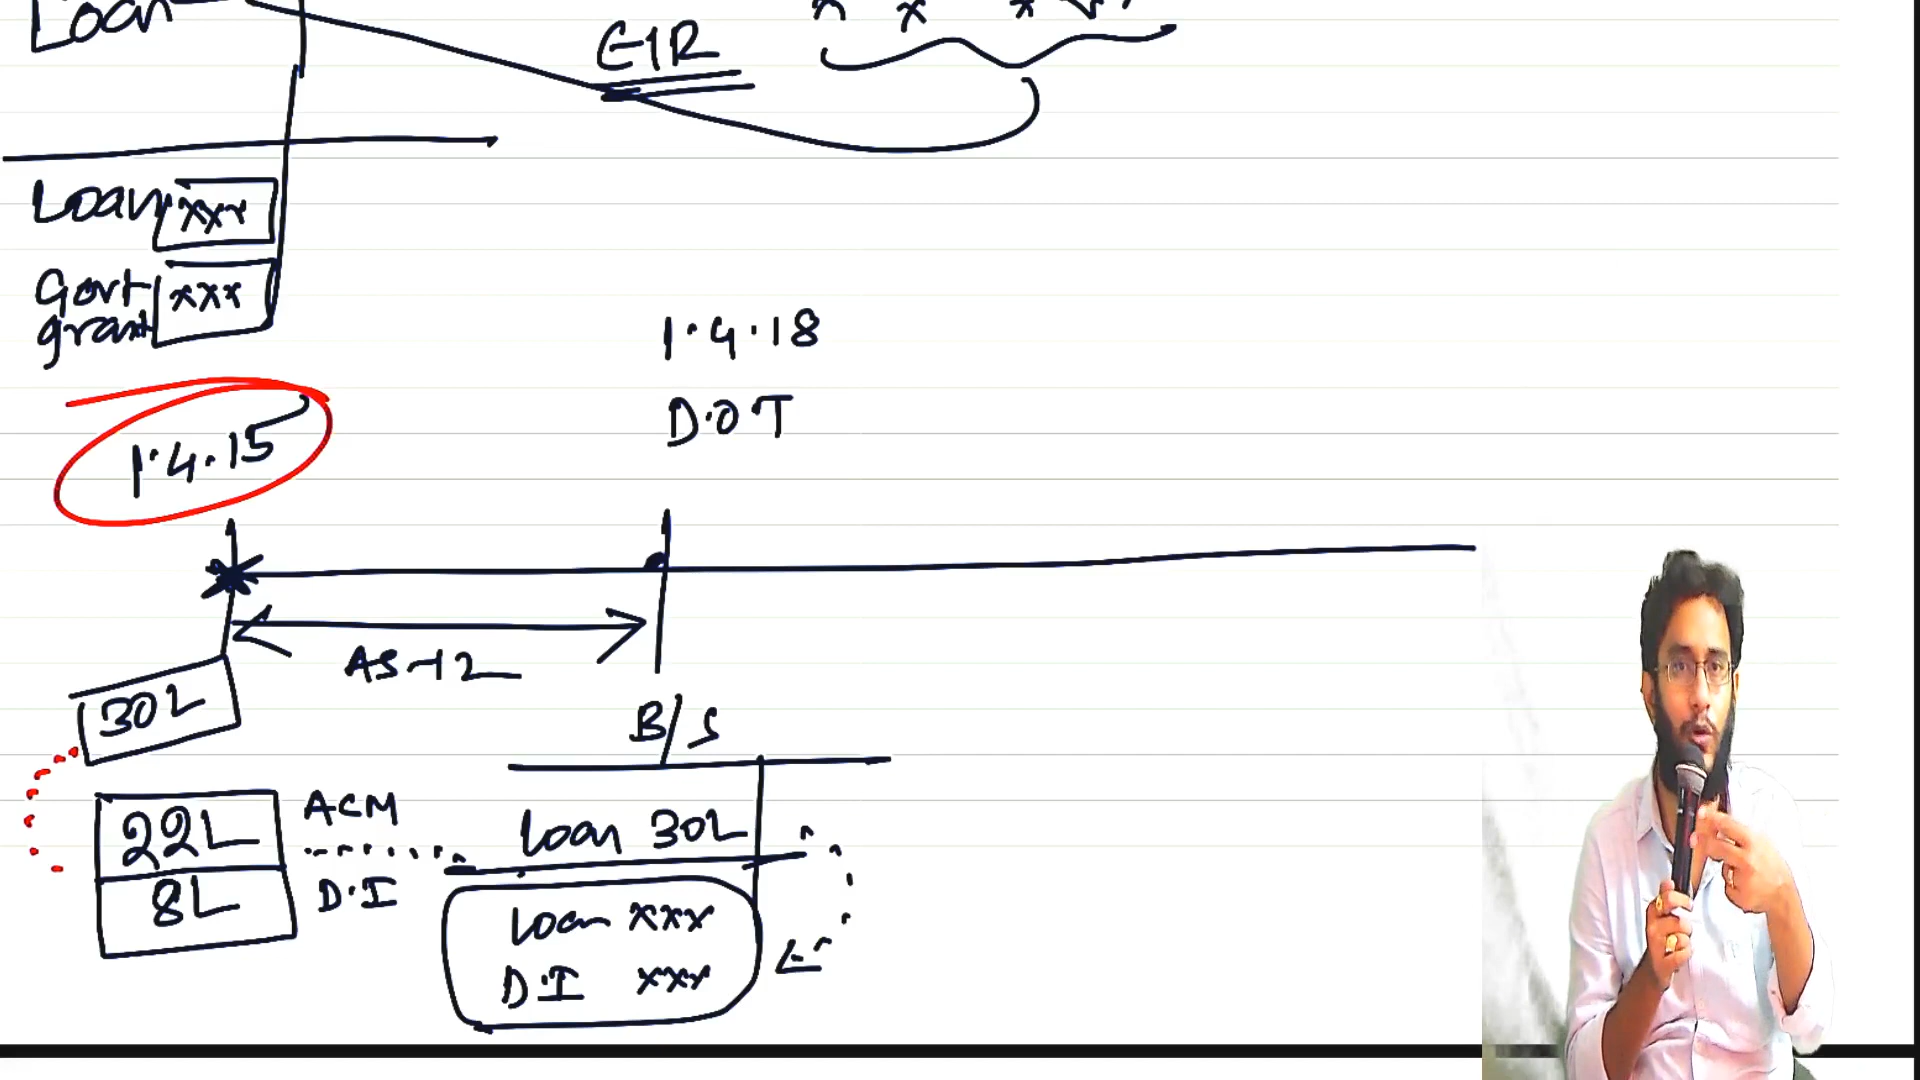 Loan
EIR
Loan xxx
Govt grant xxx
1.4.18
D.O.T
1.4.15
AS-12
30L
B/S
22L ACM
8L D.I
Loan 30L
Loan xxx
D.I xxx